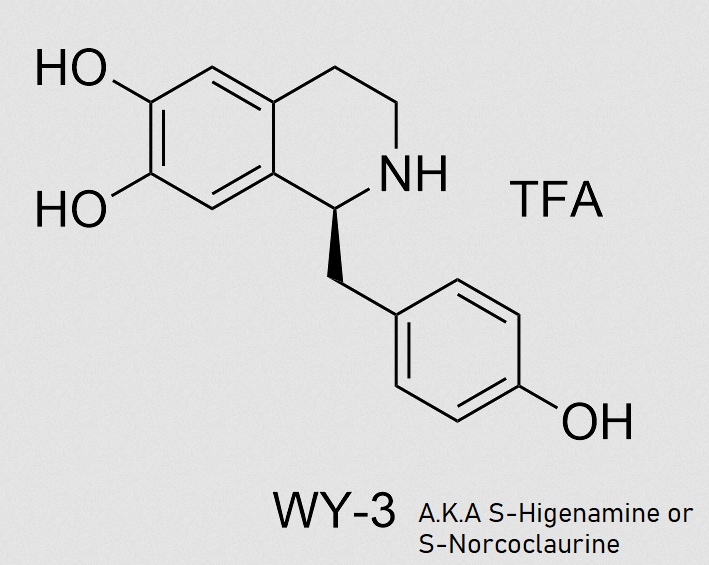 HO
HO
NH
TFA
OH
WY-3
A.K.A S-Higenamine or
S-Norcoclaurine